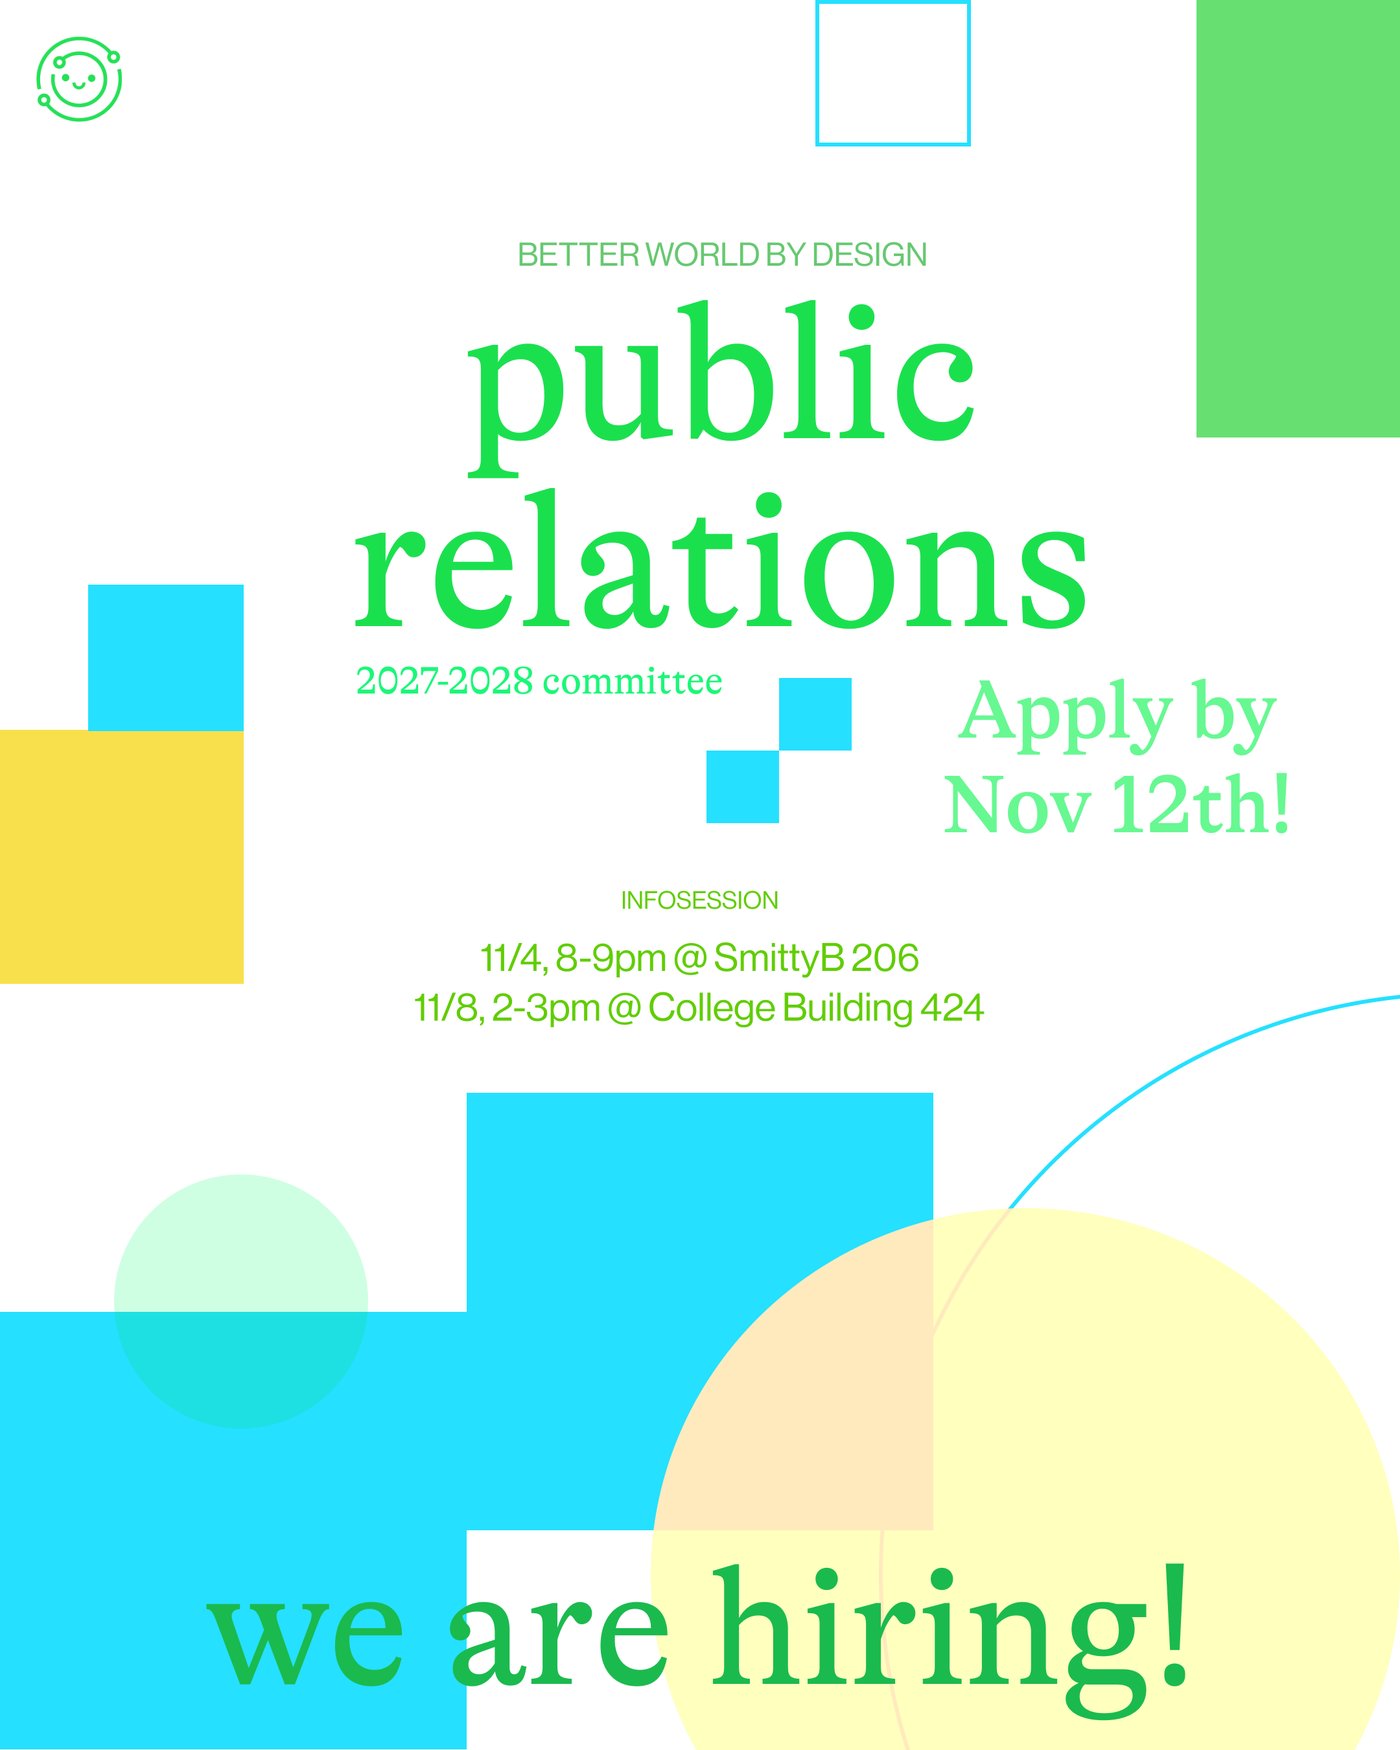 BETTER WORLD BY DESIGN
public
relations
2027-2028 committee
Apply by
Nov 12th!
INFOSESSION
11/4, 8-9pm @ SmittyB 206
11/8, 2-3pm @ College Building 424
we are hiring!